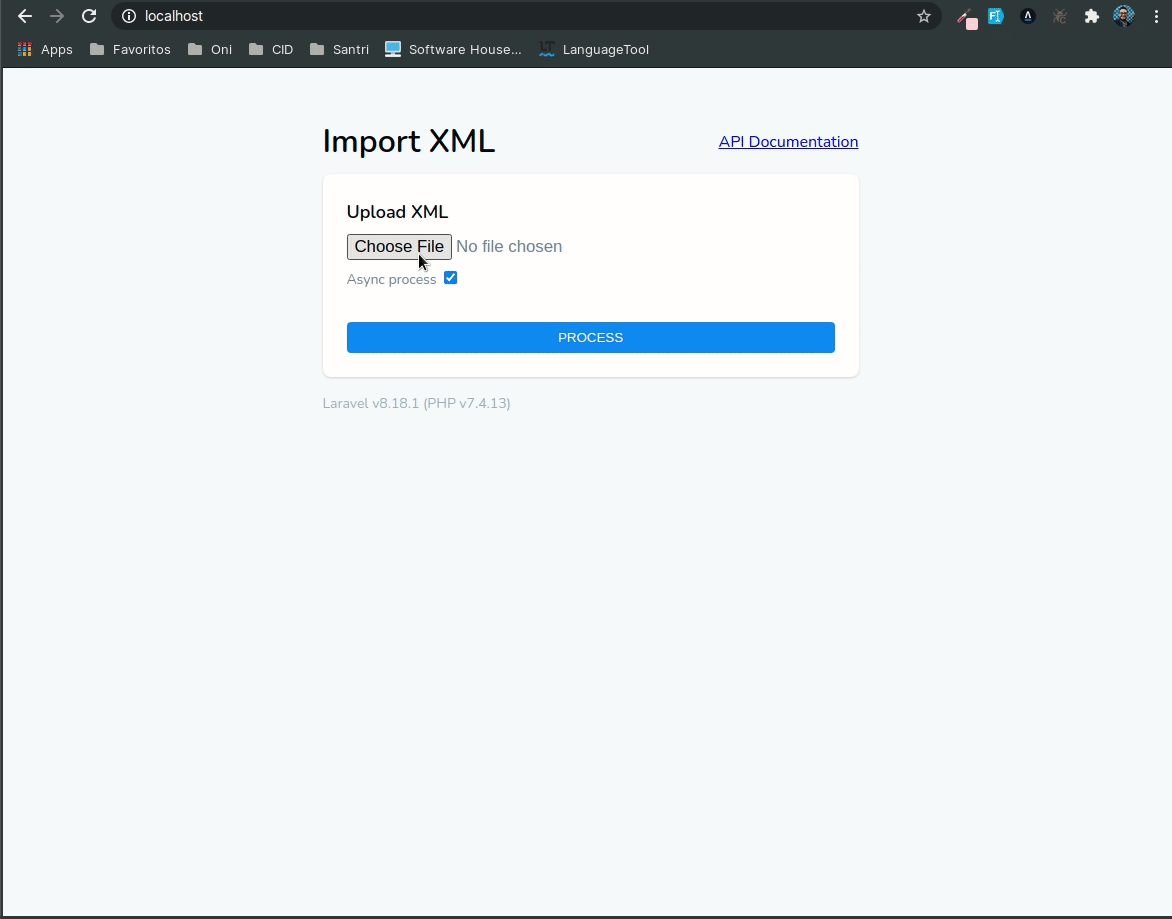 localhost
Apps Favoritos Oni CID Santri Software House... LanguageTool
Import XML API Documentation
Upload XML
Choose File No file chosen
Async process
PROCESS
Laravel v8.18.1 (PHP v7.4.13)